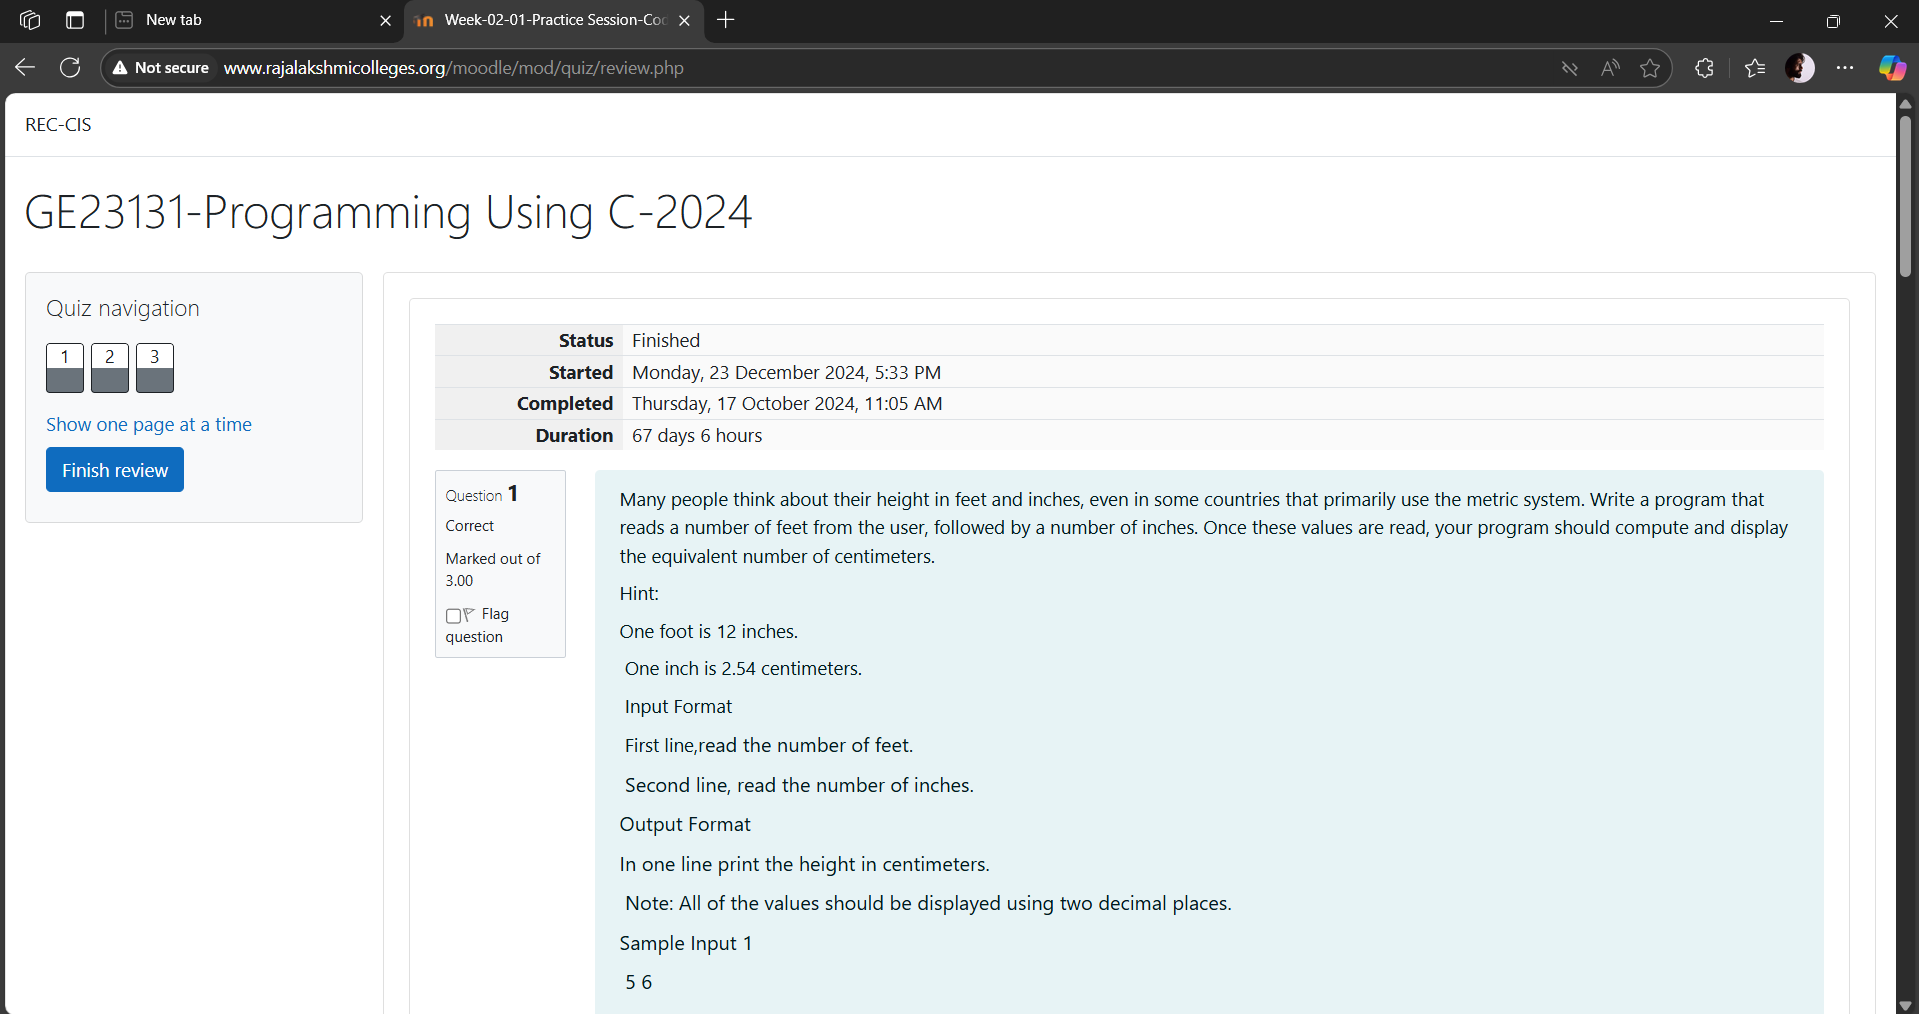 New tab
Week-02-01-Practice Session-Cod
Not secure
www.rajalakshmicolleges.org/moodle/mod/quiz/review.php
REC-CIS
GE23131-Programming Using C-2024
Quiz navigation
1 2 3
Show one page at a time
Finish review
Status Finished
Started Monday, 23 December 2024, 5:33 PM
Completed Thursday, 17 October 2024, 11:05 AM
Duration 67 days 6 hours
Question 1
Correct
Marked out of
3.00
Flag
question
Many people think about their height in feet and inches, even in some countries that primarily use the metric system. Write a program that
reads a number of feet from the user, followed by a number of inches. Once these values are read, your program should compute and display
the equivalent number of centimeters.
Hint:
One foot is 12 inches.
One inch is 2.54 centimeters.
Input Format
First line,read the number of feet.
Second line, read the number of inches.
Output Format
In one line print the height in centimeters.
Note: All of the values should be displayed using two decimal places.
Sample Input 1
5 6